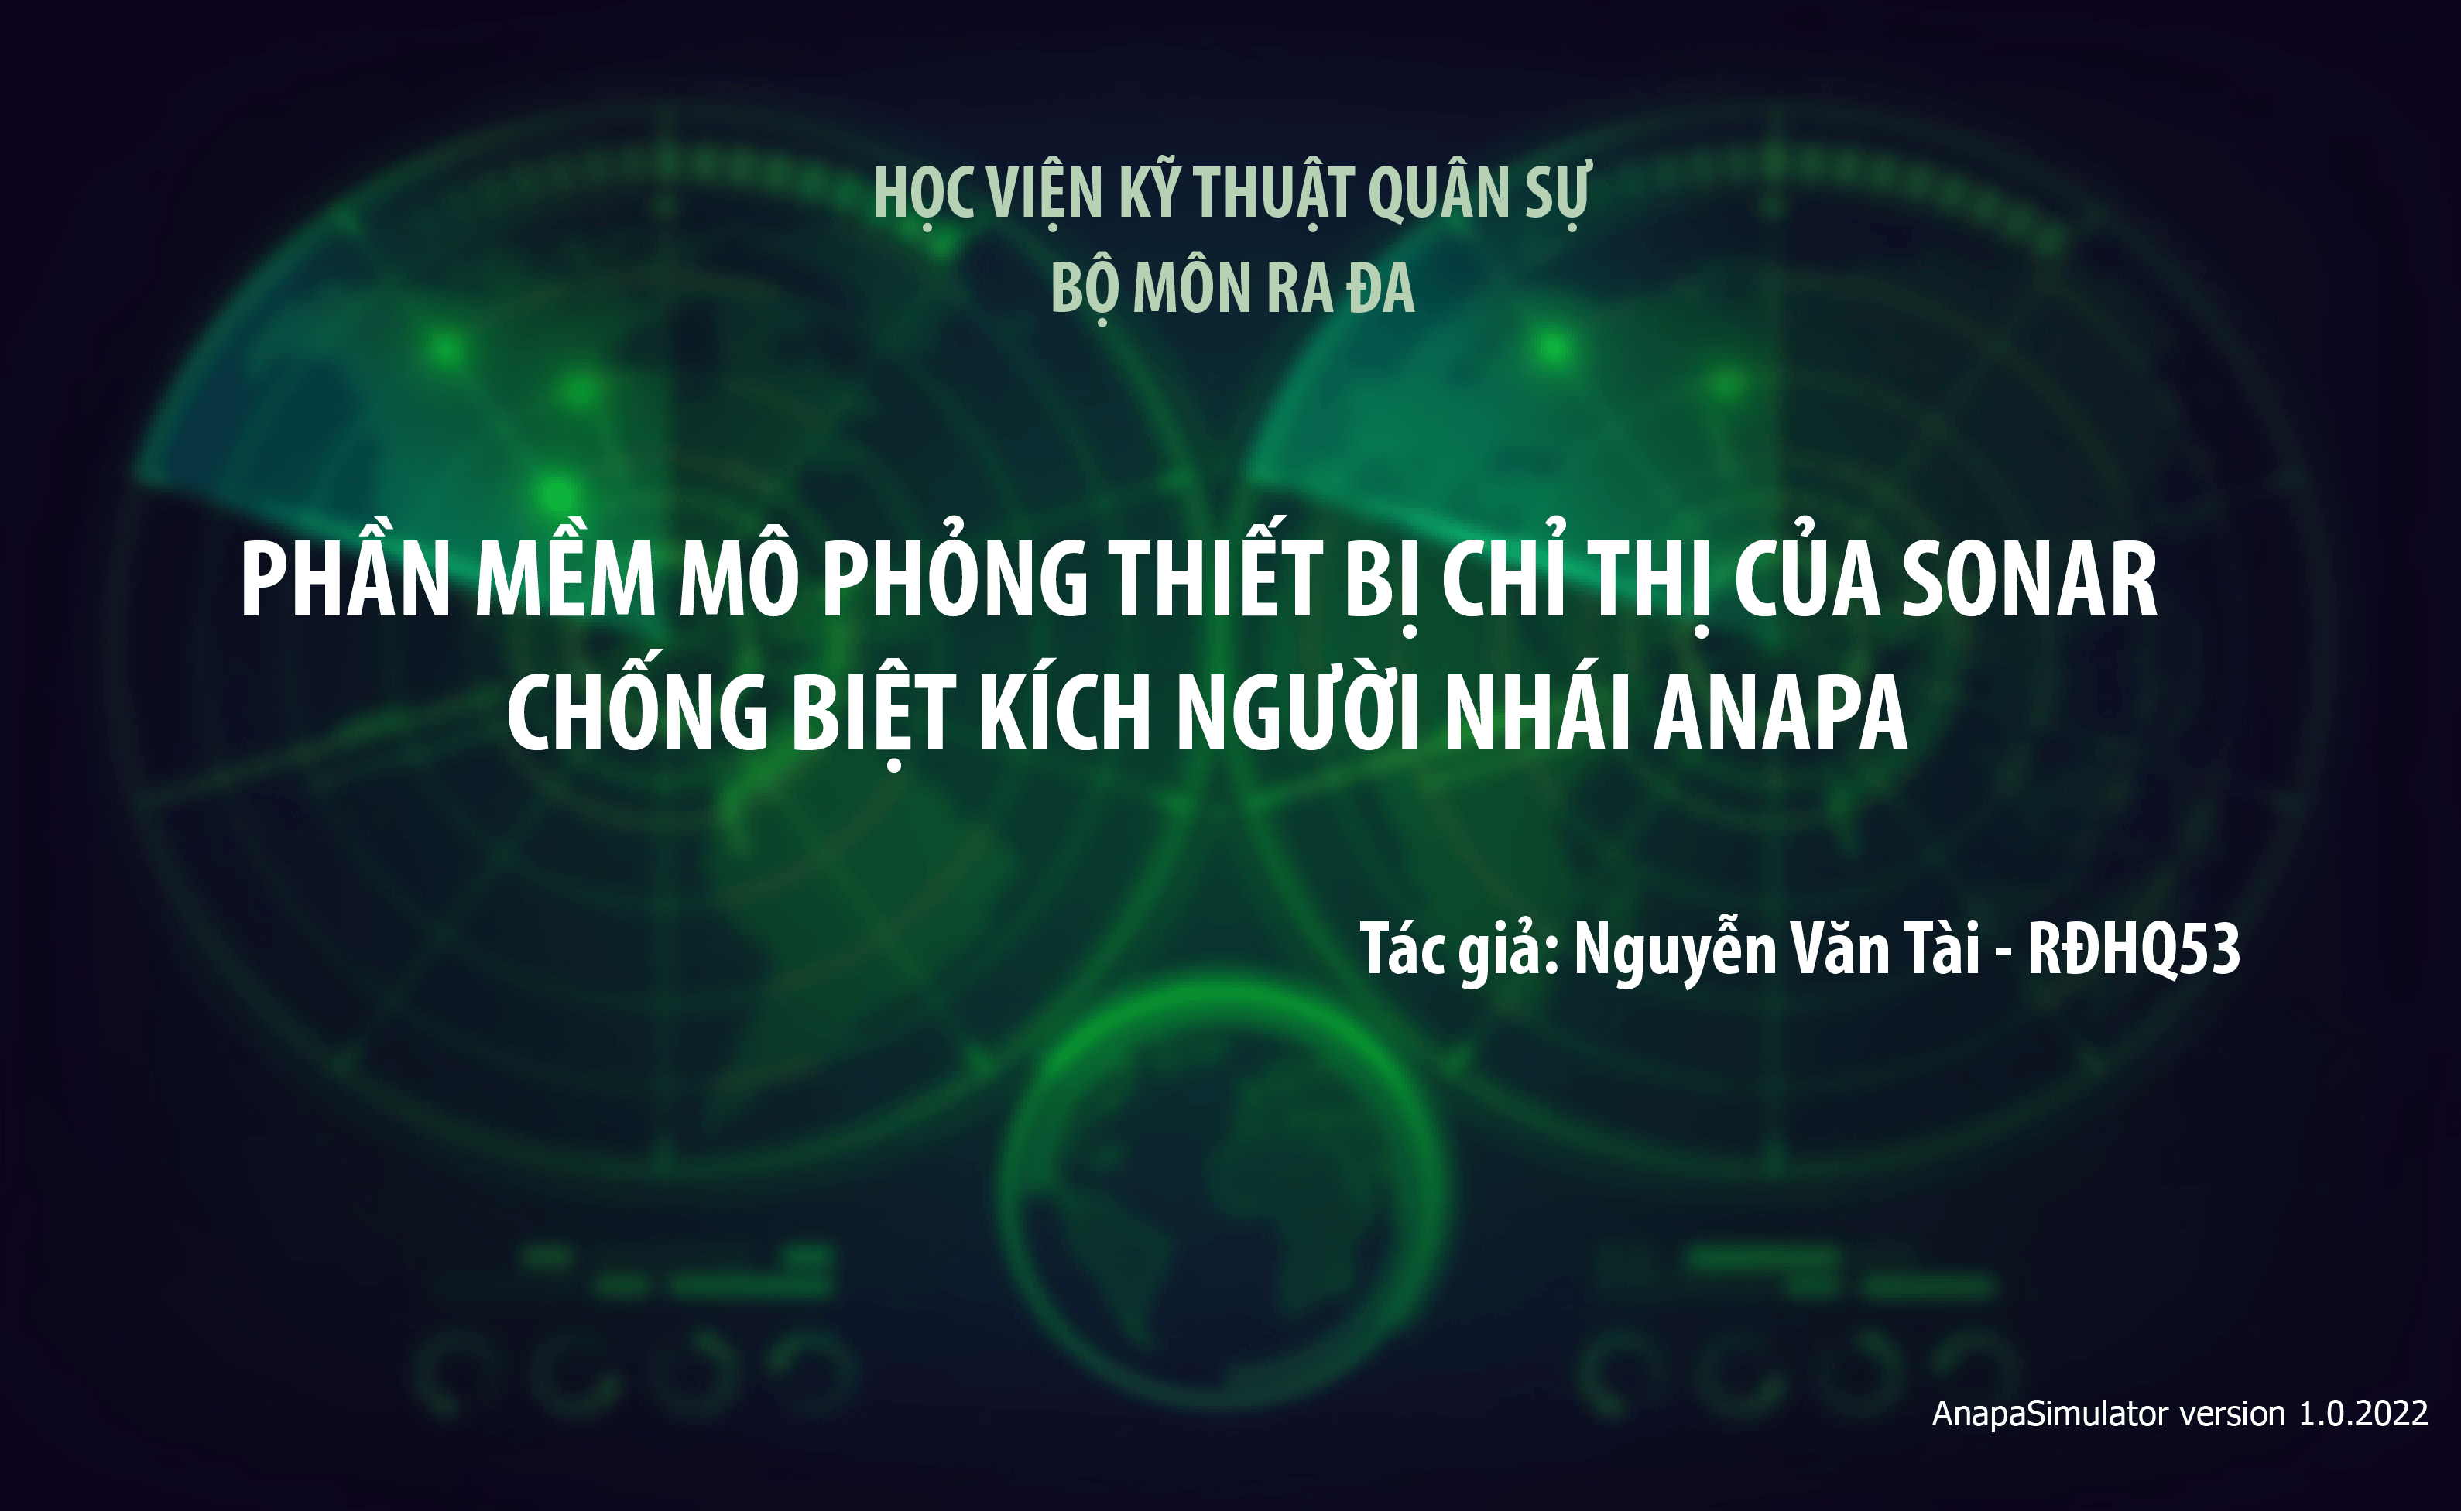 HỌC VIỆN KỸ THUẬT QUÂN SỰ
BỘ MÔN RA ĐA
PHẦN MỀM MÔ PHỎNG THIẾT BỊ CHỈ THỊ CỦA SONAR
CHỐNG BIỆT KÍCH NGƯỜI NHÁI ANAPA
Tác giả: Nguyễn Văn Tài - RĐHQ53
AnapaSimulator version 1.0.2022